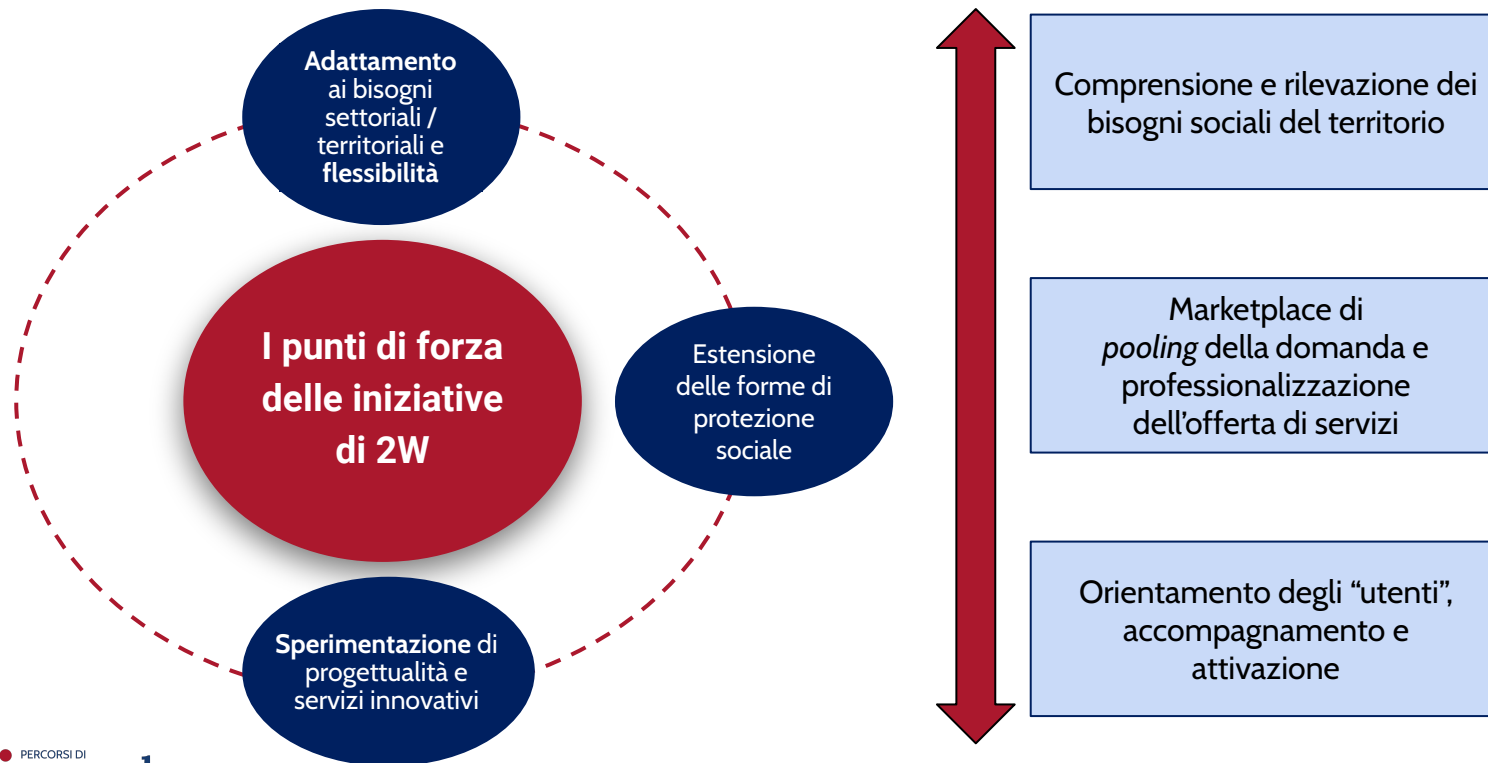 Adattamento
ai bisogni
settoriali /
territoriali e
flessibilità
I punti di forza
delle iniziative
di 2W
Estensione
delle forme di
protezione
sociale
Sperimentazione di
progettualità e
servizi innovativi
Comprensione e rilevazione dei
bisogni sociali del territorio
Marketplace di
pooling della domanda e
professionalizzazione
dell’offerta di servizi
Orientamento degli “utenti”,
accompagnamento e
attivazione
PERCORSI DI